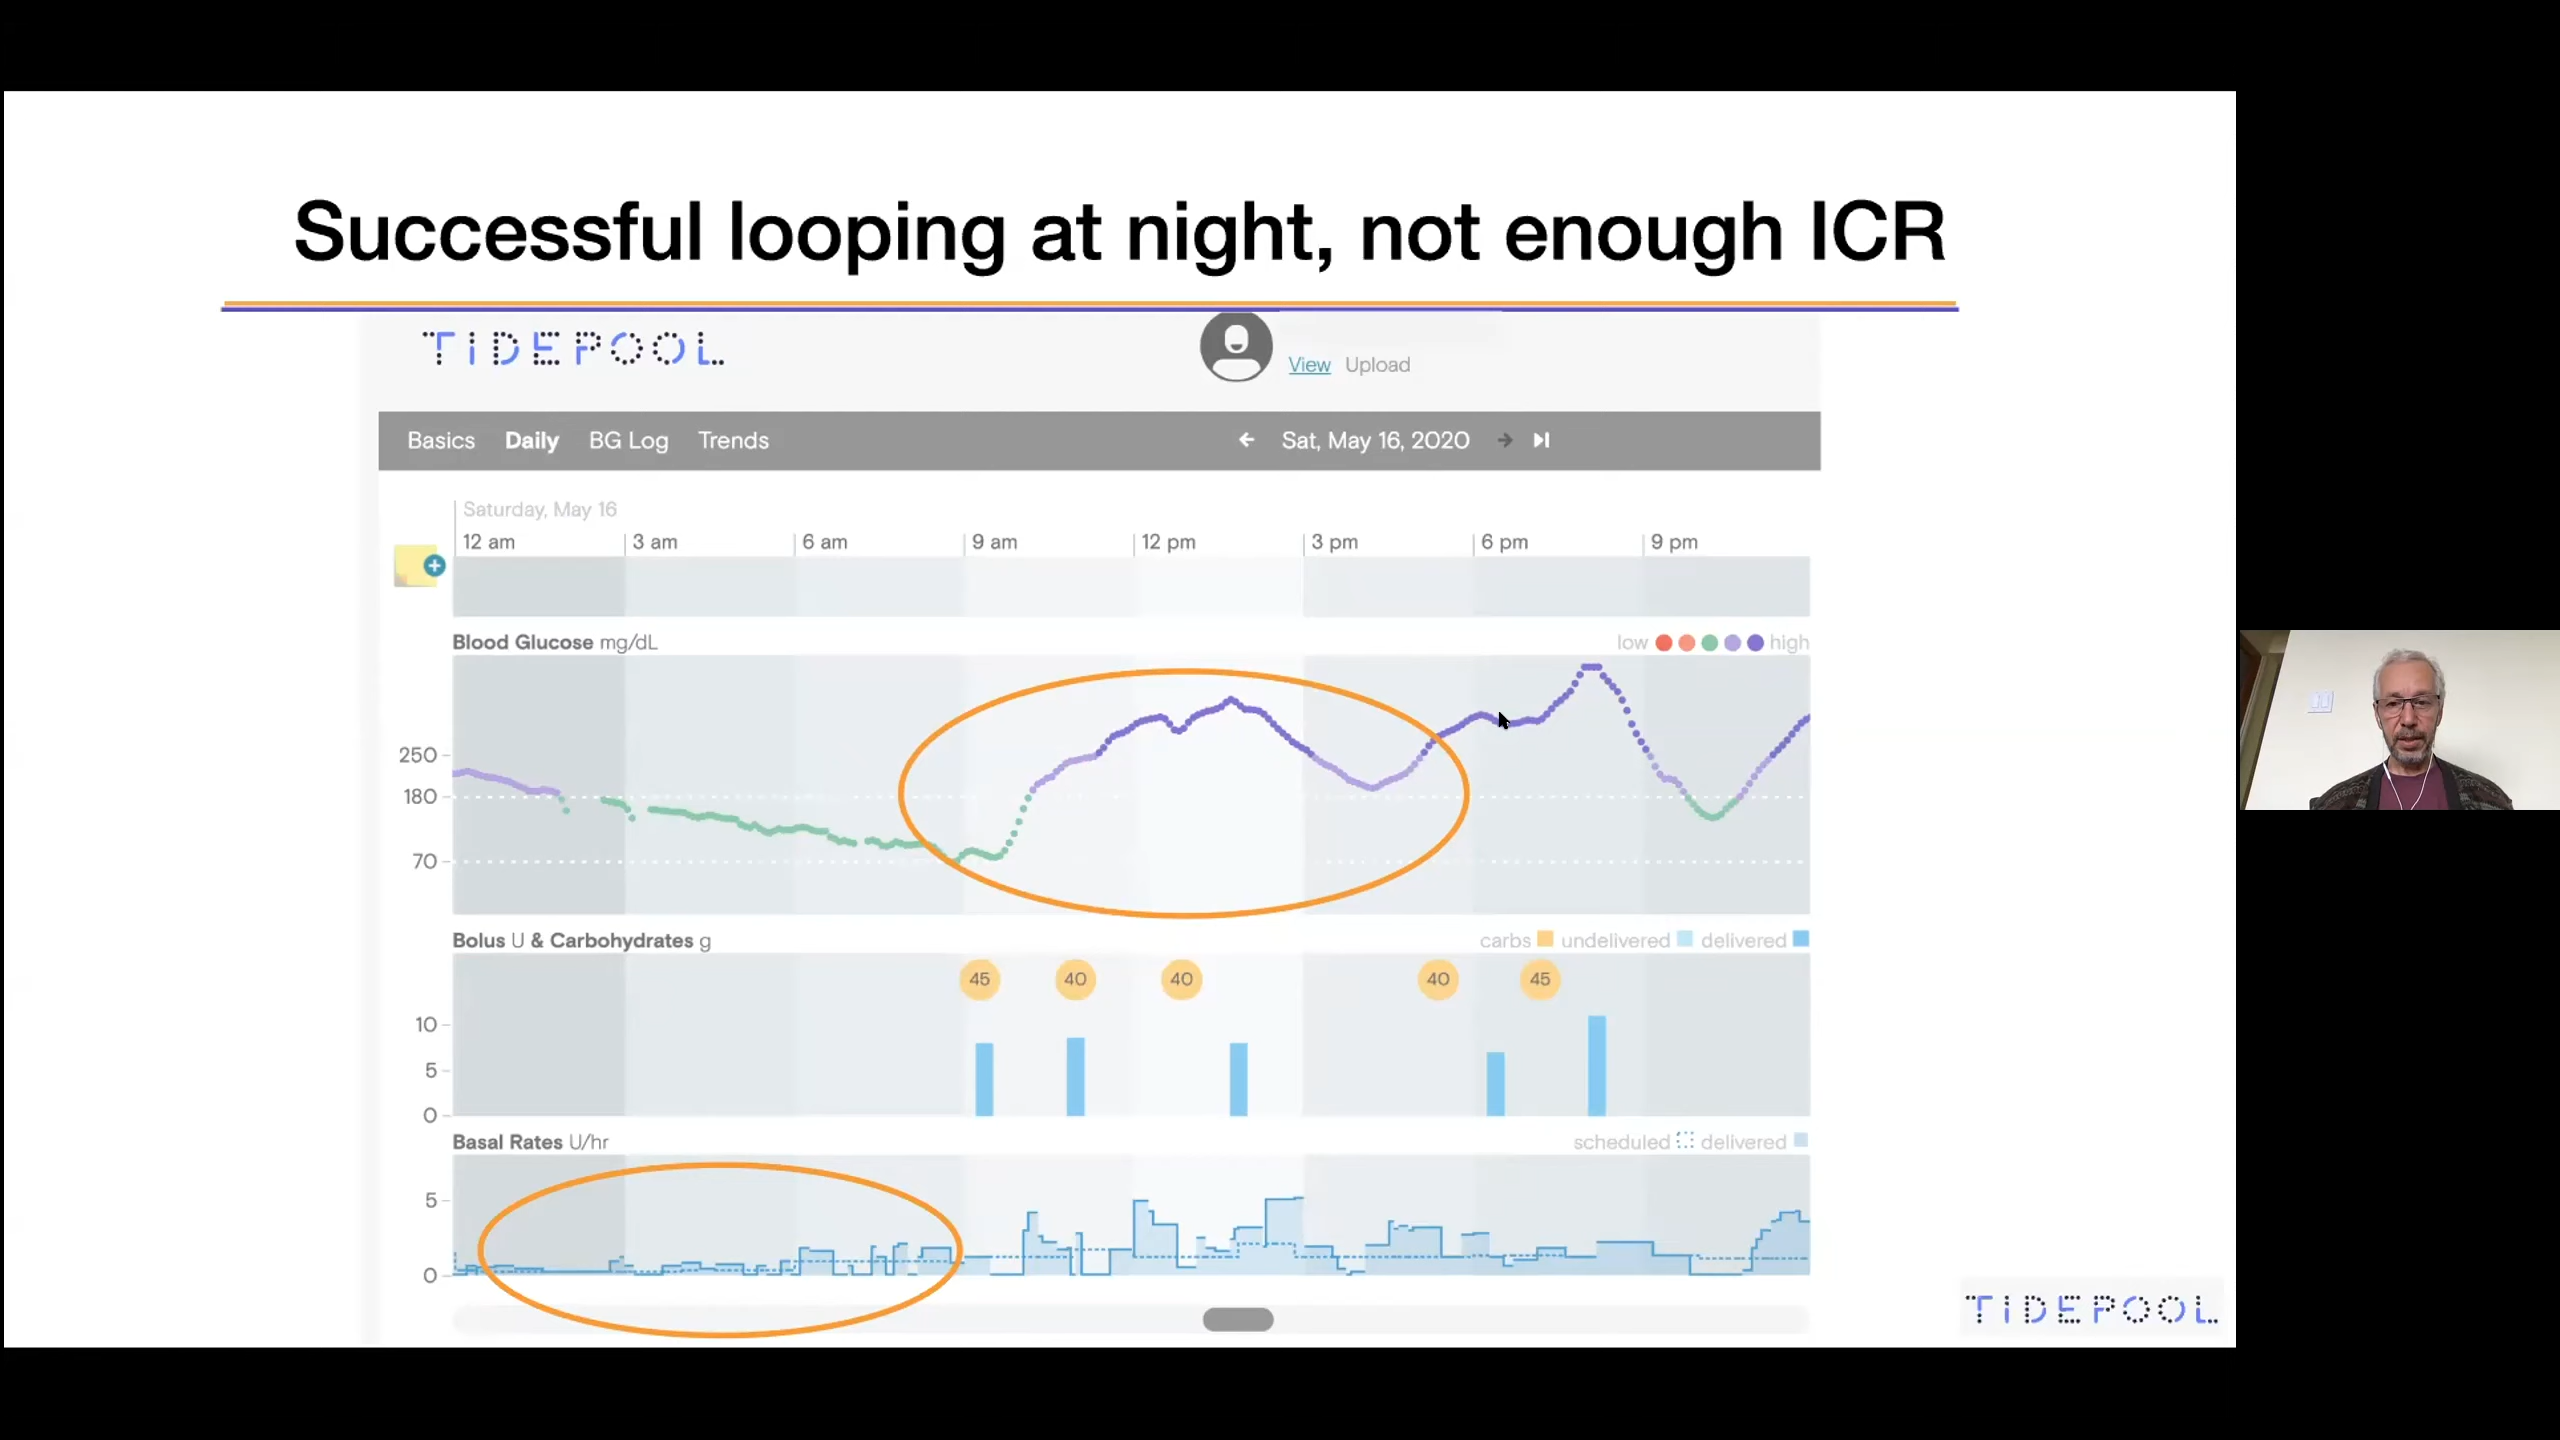 Successful looping at night, not enough ICR
TIDEPOOL
View Upload
Basics Daily BG Log Trends Sat, May 16, 2020
Saturday, May 16
12 am 3 am 6 am 9 am 12 pm 3 pm 6 pm 9 pm
Blood Glucose mg/dL low high
250
180
70
Bolus U & Carbohydrates g carbs undelivered delivered
45 40 40 40 45
10
5
0
Basal Rates U/hr scheduled delivered
5
0
TIDEPOOL